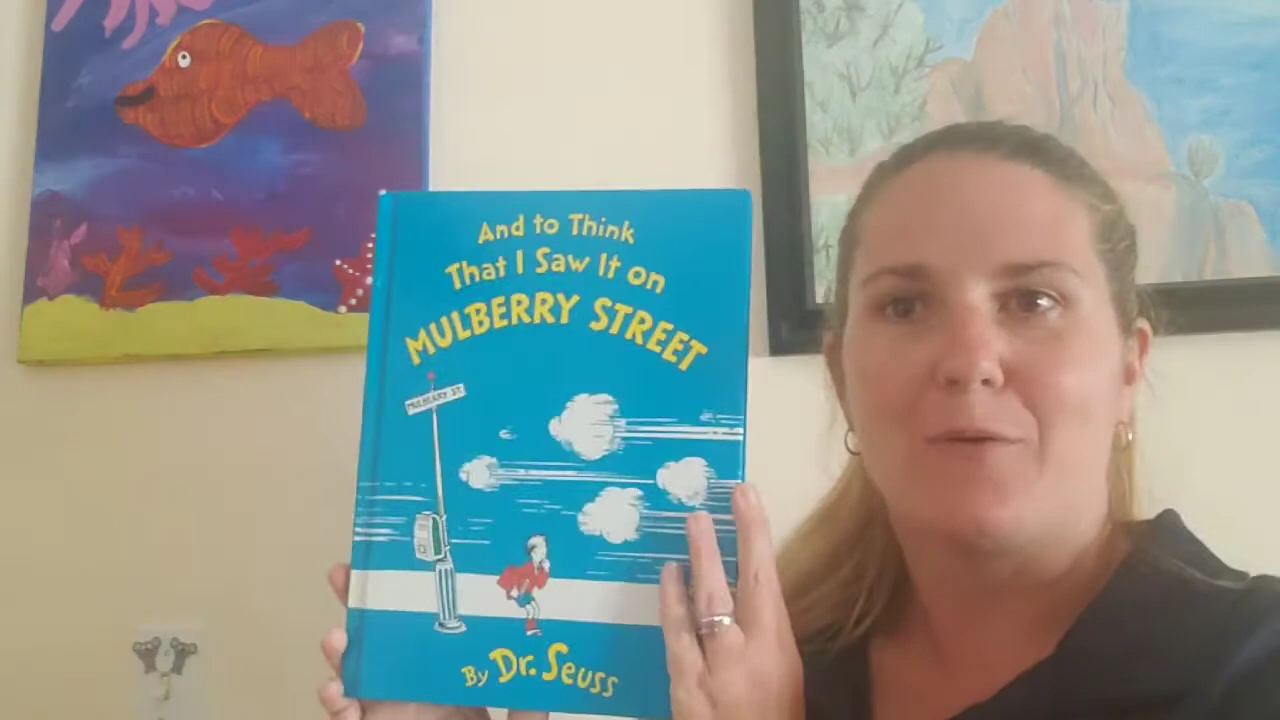 And to Think
That I Saw It on
MULBERRY STREET
MULBERRY ST.
By Dr. Seuss